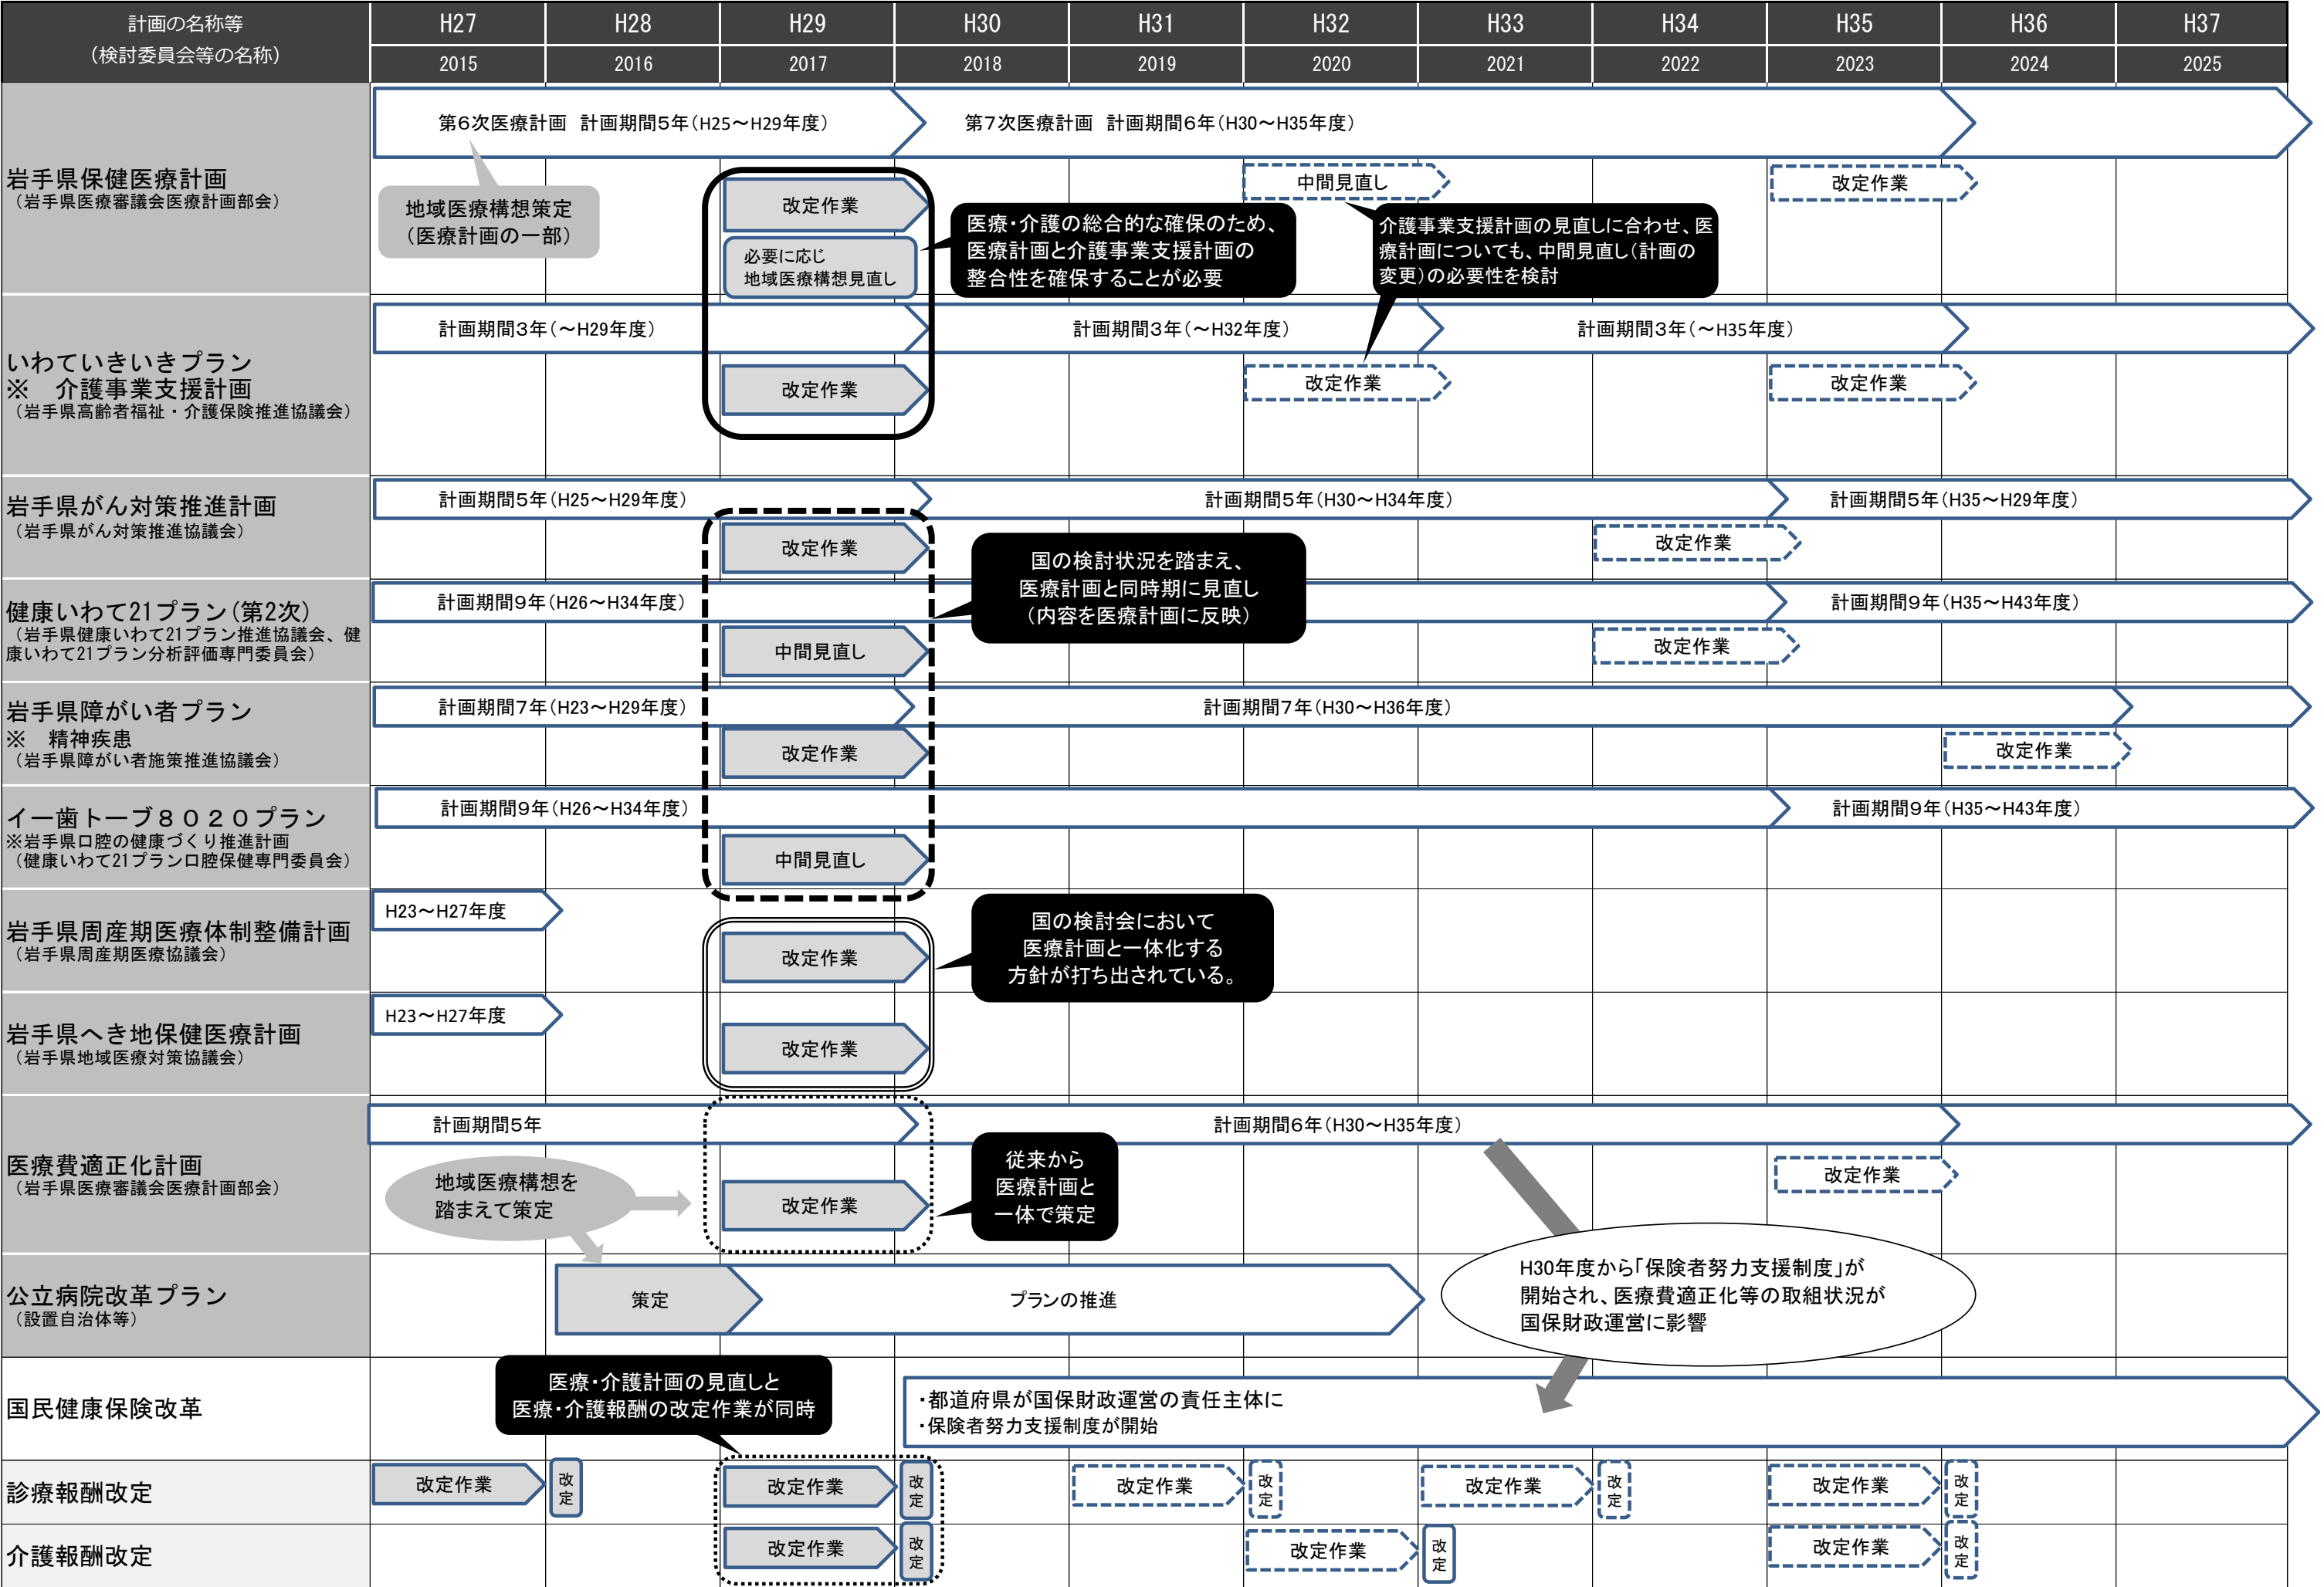 計画の名称等
（検討委員会等の名称）
H27 H28 H29 H30 H31 H32 H33 H34 H35 H36 H37
2015 2016 2017 2018 2019 2020 2021 2022 2023 2024 2025
岩手県保健医療計画
（岩手県医療審議会医療計画部会）
第６次医療計画 計画期間５年（H25～H29年度）
第７次医療計画 計画期間６年（H30～H35年度）
地域医療構想策定
（医療計画の一部）
改定作業
必要に応じ
地域医療構想見直し
医療・介護の総合的な確保のため、
医療計画と介護事業支援計画の
整合性を確保することが必要
中間見直し
介護事業支援計画の見直しに合わせ、医
療計画についても、中間見直し（計画の
変更）の必要性を検討
改定作業
いわていきいきプラン
※ 介護事業支援計画
（岩手県高齢者福祉・介護保険推進協議会）
計画期間３年（～H29年度）
計画期間３年（～H32年度）
計画期間３年（～H35年度）
改定作業
改定作業
改定作業
岩手県がん対策推進計画
（岩手県がん対策推進協議会）
計画期間５年（H25～H29年度）
計画期間５年（H30～H34年度）
計画期間５年（H35～H29年度）
改定作業
改定作業
国の検討状況を踏まえ、
医療計画と同時期に見直し
（内容を医療計画に反映）
健康いわて21プラン(第2次)
（岩手県健康いわて21プラン推進協議会、健
康いわて21プラン分析評価専門委員会）
計画期間９年（H26～H34年度）
計画期間９年（H35～H43年度）
中間見直し
改定作業
岩手県障がい者プラン
※ 精神疾患
（岩手県障がい者施策推進協議会）
計画期間７年（H23～H29年度）
計画期間７年（H30～H36年度）
改定作業
改定作業
イー歯トーブ８０２０プラン
※岩手県口腔の健康づくり推進計画
（健康いわて21プラン口腔保健専門委員会）
計画期間９年（H26～H34年度）
計画期間９年（H35～H43年度）
中間見直し
岩手県周産期医療体制整備計画
（岩手県周産期医療協議会）
H23～H27年度
改定作業
国の検討会において
医療計画と一体化する
方針が打ち出されている。
岩手県へき地保健医療計画
（岩手県地域医療対策協議会）
H23～H27年度
改定作業
医療費適正化計画
（岩手県医療審議会医療計画部会）
計画期間５年
計画期間６年（H30～H35年度）
地域医療構想を
踏まえて策定
改定作業
従来から
医療計画と
一体で策定
改定作業
公立病院改革プラン
（設置自治体等）
策定
プランの推進
H30年度から「保険者努力支援制度」が
開始され、医療費適正化等の取組状況が
国保財政運営に影響
国民健康保険改革
医療・介護計画の見直しと
医療・介護報酬の改定作業が同時
・都道府県が国保財政運営の責任主体に
・保険者努力支援制度が開始
診療報酬改定
改定作業 改定 改定作業 改定 改定作業 改定 改定作業 改定 改定作業 改定
介護報酬改定
改定作業 改定 改定作業 改定 改定作業 改定